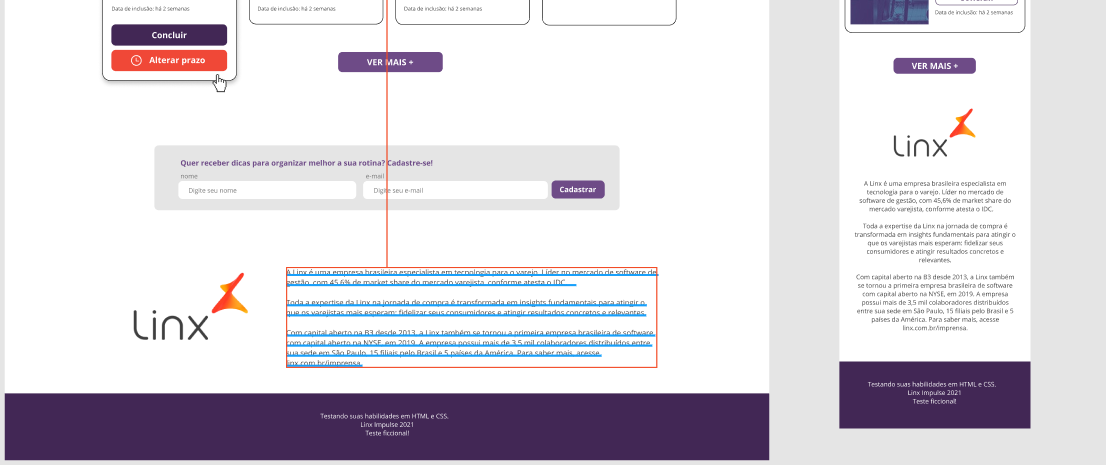 Data de inclusão: há 2 semanas
Data de inclusão: há 2 semanas
Data de inclusão: há 2 semanas
Concluir
Alterar prazo
VER MAIS +
Quer receber dicas para organizar melhor a sua rotina? Cadastre-se!
nome
e-mail
Digite seu nome
Digite seu e-mail
Cadastrar
Linx
A Linx é uma empresa brasileira especialista em tecnologia para o varejo. Líder no mercado de software de
gestão, com 45,6% de market share do mercado varejista, conforme atesta o IDC.
Toda a expertise da Linx na jornada de compra é transformada em insights fundamentais para atingir o
que os varejistas mais esperam: fidelizar seus consumidores e atingir resultados concretos e relevantes.
Com capital aberto na B3 desde 2013, a Linx também se tornou a primeira empresa brasileira de software
com capital aberto na NYSE, em 2019. A empresa possui mais de 3,5 mil colaboradores distribuídos entre
sua sede em São Paulo, 15 filiais pelo Brasil e 5 países da América. Para saber mais, acesse
linx.com.br/imprensa.
Testando suas habilidades em HTML e CSS.
Linx Impulse 2021
Teste ficcional!
Data de inclusão: há 2 semanas
VER MAIS +
Linx
A Linx é uma empresa brasileira especialista em
tecnologia para o varejo. Líder no mercado de
software de gestão, com 45,6% de market share do
mercado varejista, conforme atesta o IDC.
Toda a expertise da Linx na jornada de compra é
transformada em insights fundamentais para atingir o
que os varejistas mais esperam: fidelizar seus
consumidores e atingir resultados concretos e
relevantes.
Com capital aberto na B3 desde 2013, a Linx também
se tornou a primeira empresa brasileira de software
com capital aberto na NYSE, em 2019. A empresa
possui mais de 3,5 mil colaboradores distribuídos
entre sua sede em São Paulo, 15 filiais pelo Brasil e 5
países da América. Para saber mais, acesse
linx.com.br/imprensa.
Testando suas habilidades em HTML e CSS.
Linx Impulse 2021
Teste ficcional!